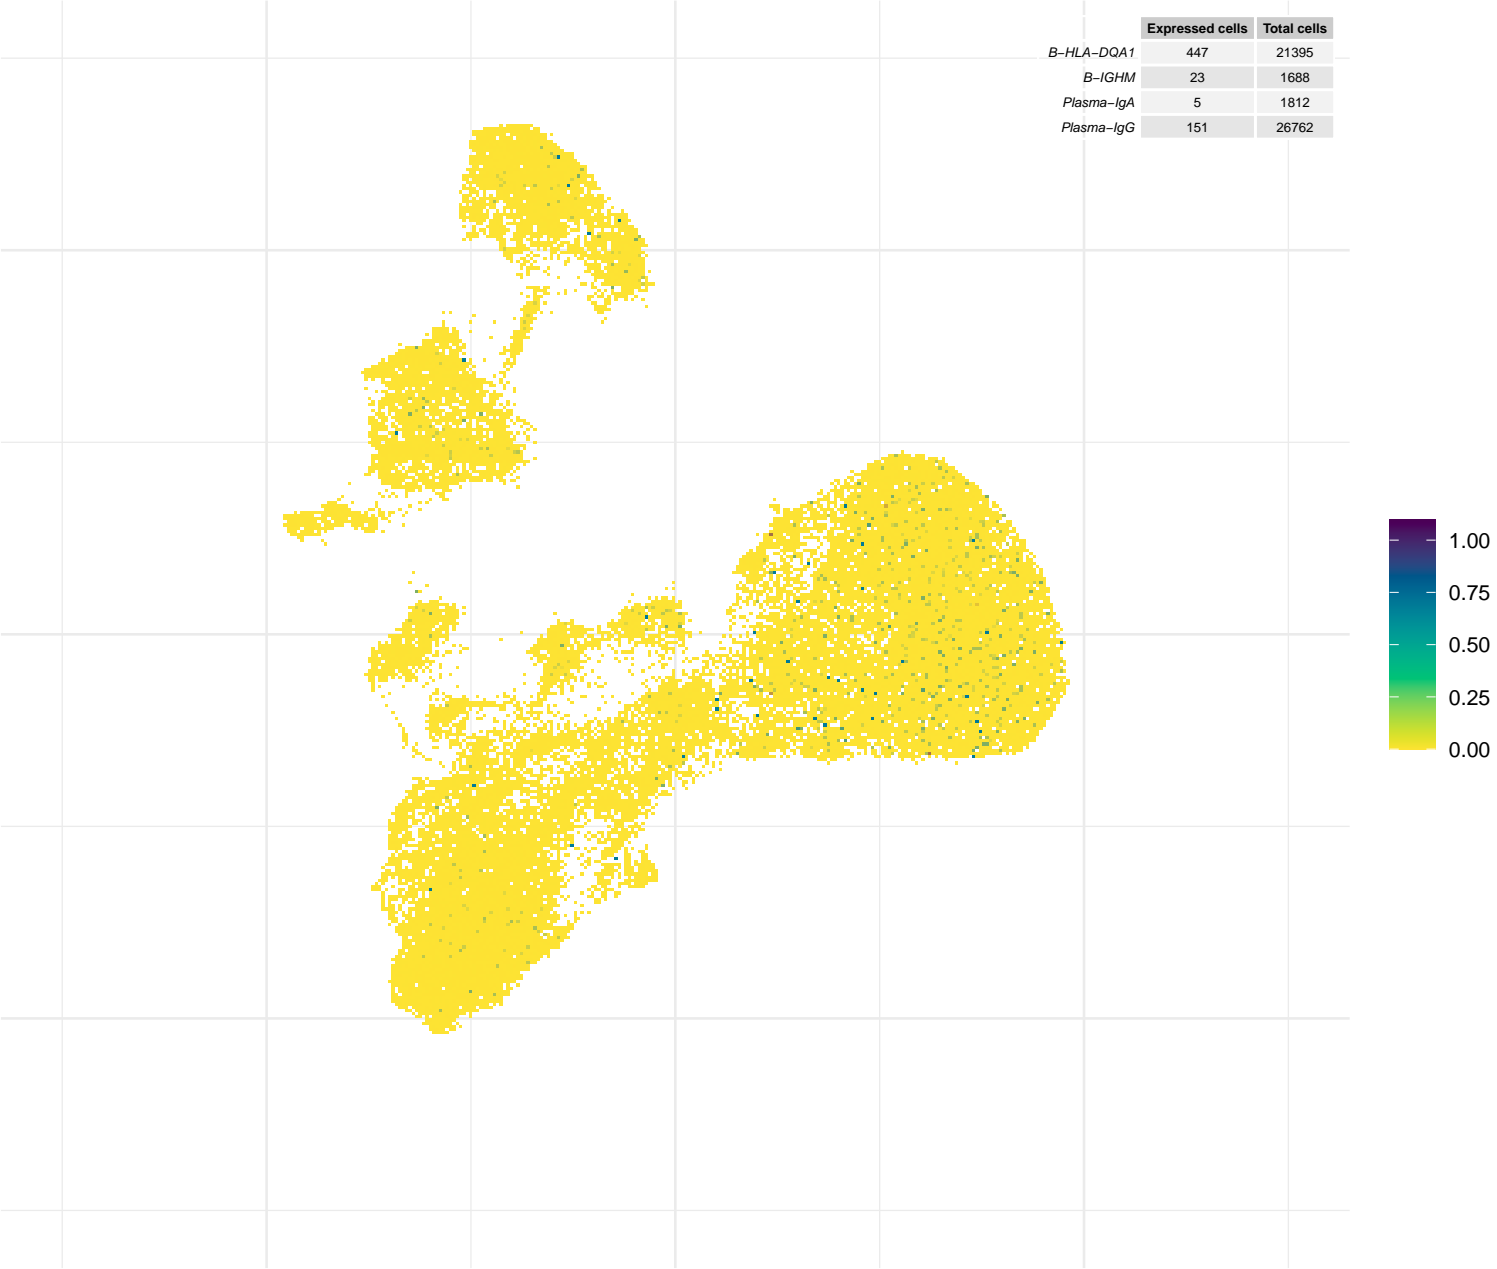 Expressed cells Total cells
B−HLA−DQA1 447 21395
B−IGHM 23 1688
Plasma−IgA 5 1812
Plasma−IgG 151 26762
1.00
0.75
0.50
0.25
0.00